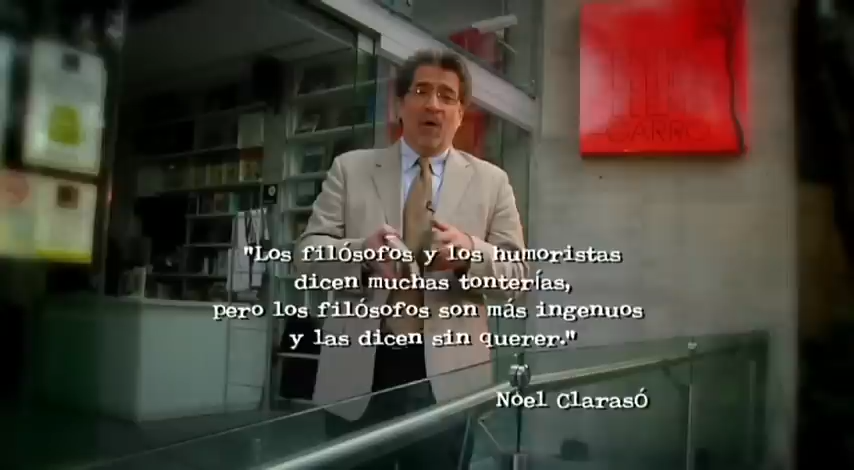 CARRO
"Los filósofos y los humoristas
dicen muchas tonterías,
pero los filósofos son más ingenuos
y las dicen sin querer."
Noel Clarasó